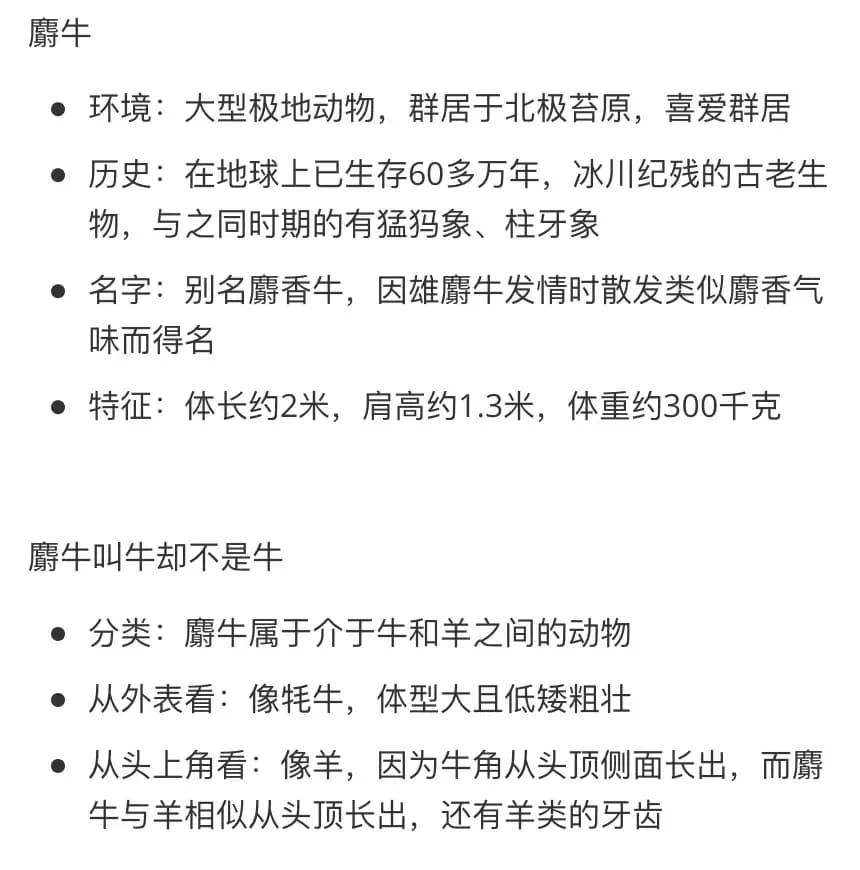 麝牛
● 环境：大型极地动物，群居于北极苔原，喜爱群居
● 历史：在地球上已生存60多万年，冰川纪残的古老生
物，与之同时期的有猛犸象、柱牙象
● 名字：别名麝香牛，因雄麝牛发情时散发类似麝香气
味而得名
● 特征：体长约2米，肩高约1.3米，体重约300千克
麝牛叫牛却不是牛
● 分类：麝牛属于介于牛和羊之间的动物
● 从外表看：像牦牛，体型大且低矮粗壮
● 从头上角看：像羊，因为牛角从头顶侧面长出，而麝
牛与羊相似从头顶长出，还有羊类的牙齿